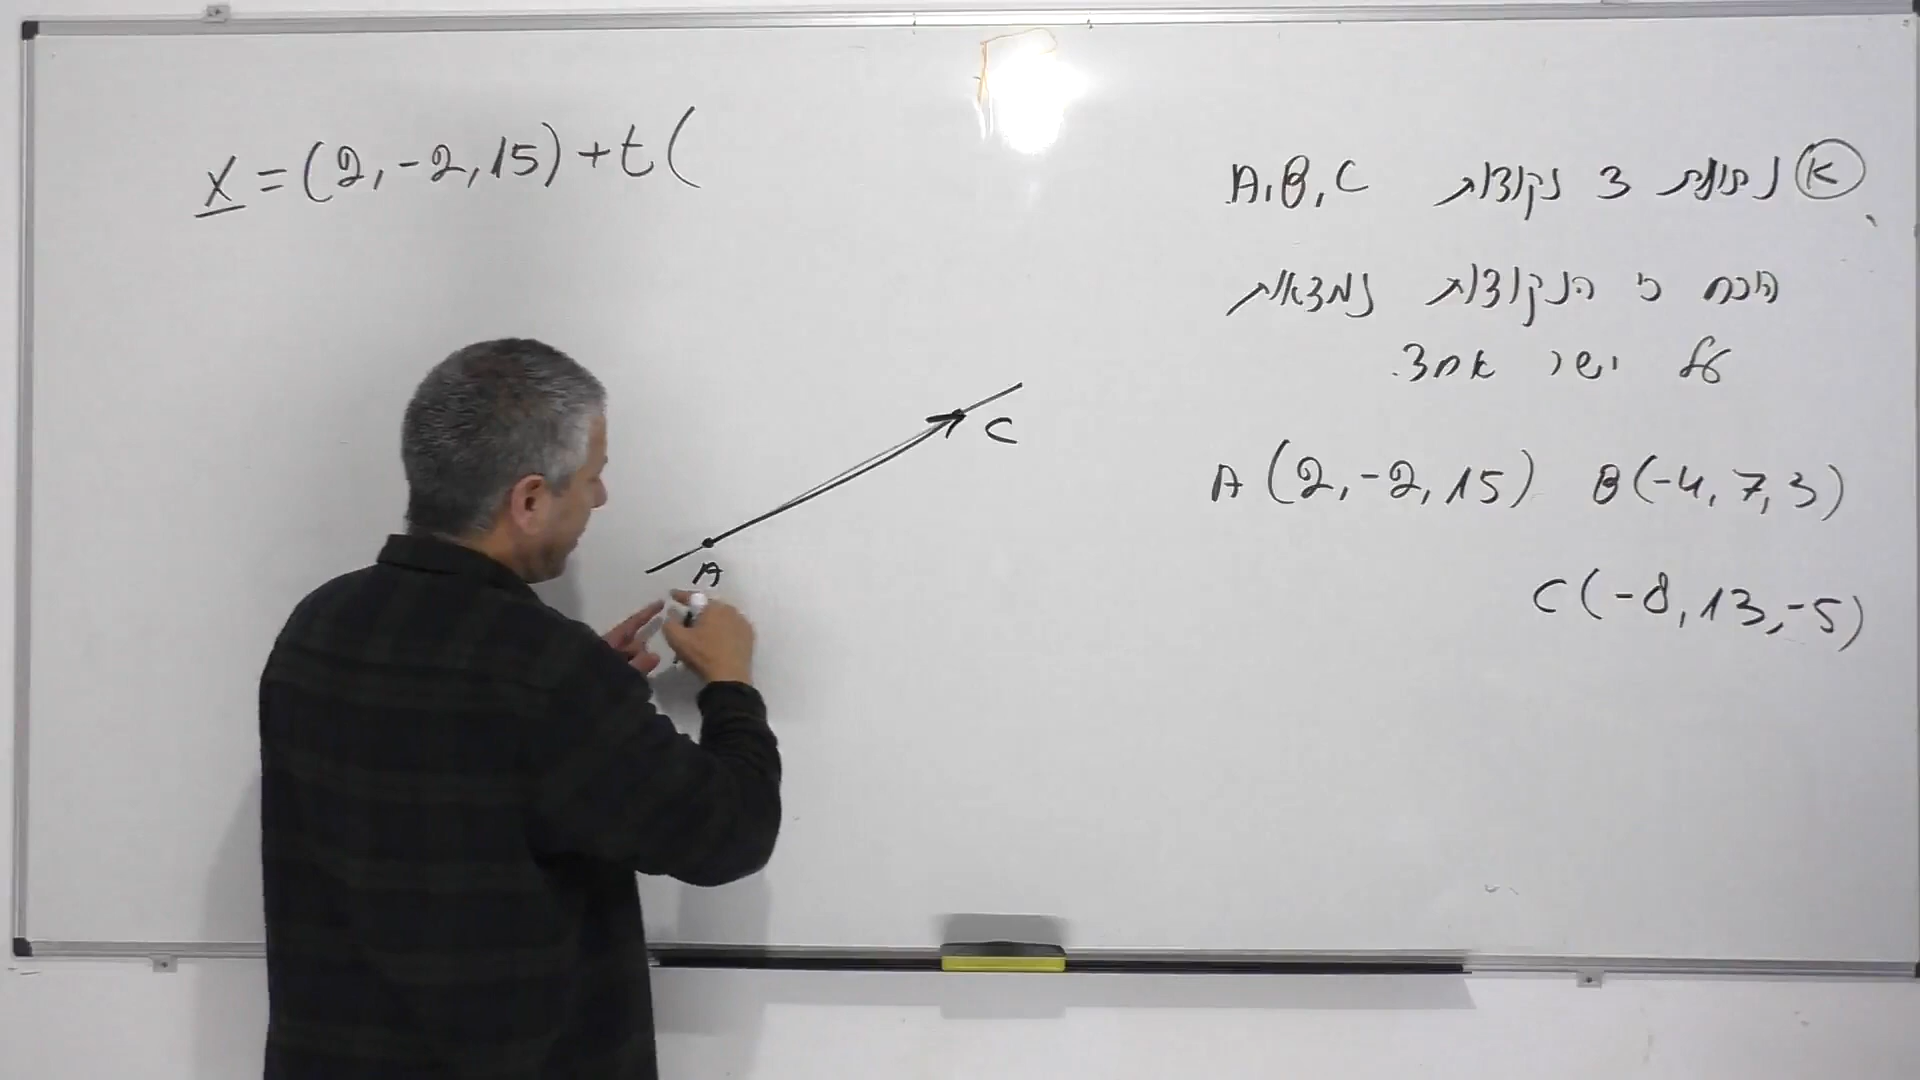 א נתונות 3 נקודות A, B, C
הוכח כי הנקודות נמצאות
על ישר אחד.
A(2,-2,15) B(-4,7,3)
C(-8,13,-5)
x = (2,-2,15) + t(
C
A